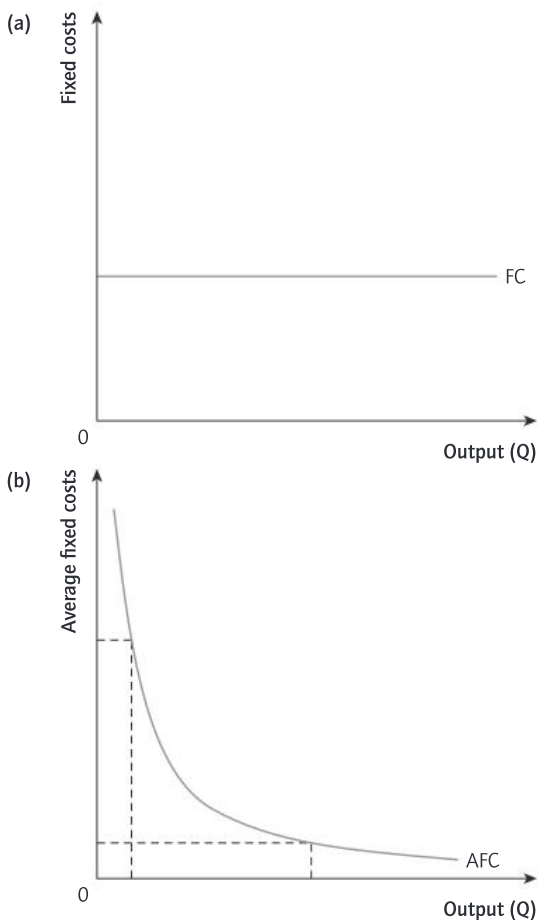 (a)
Fixed costs
FC
0
Output (Q)
(b)
Average fixed costs
AFC
0
Output (Q)